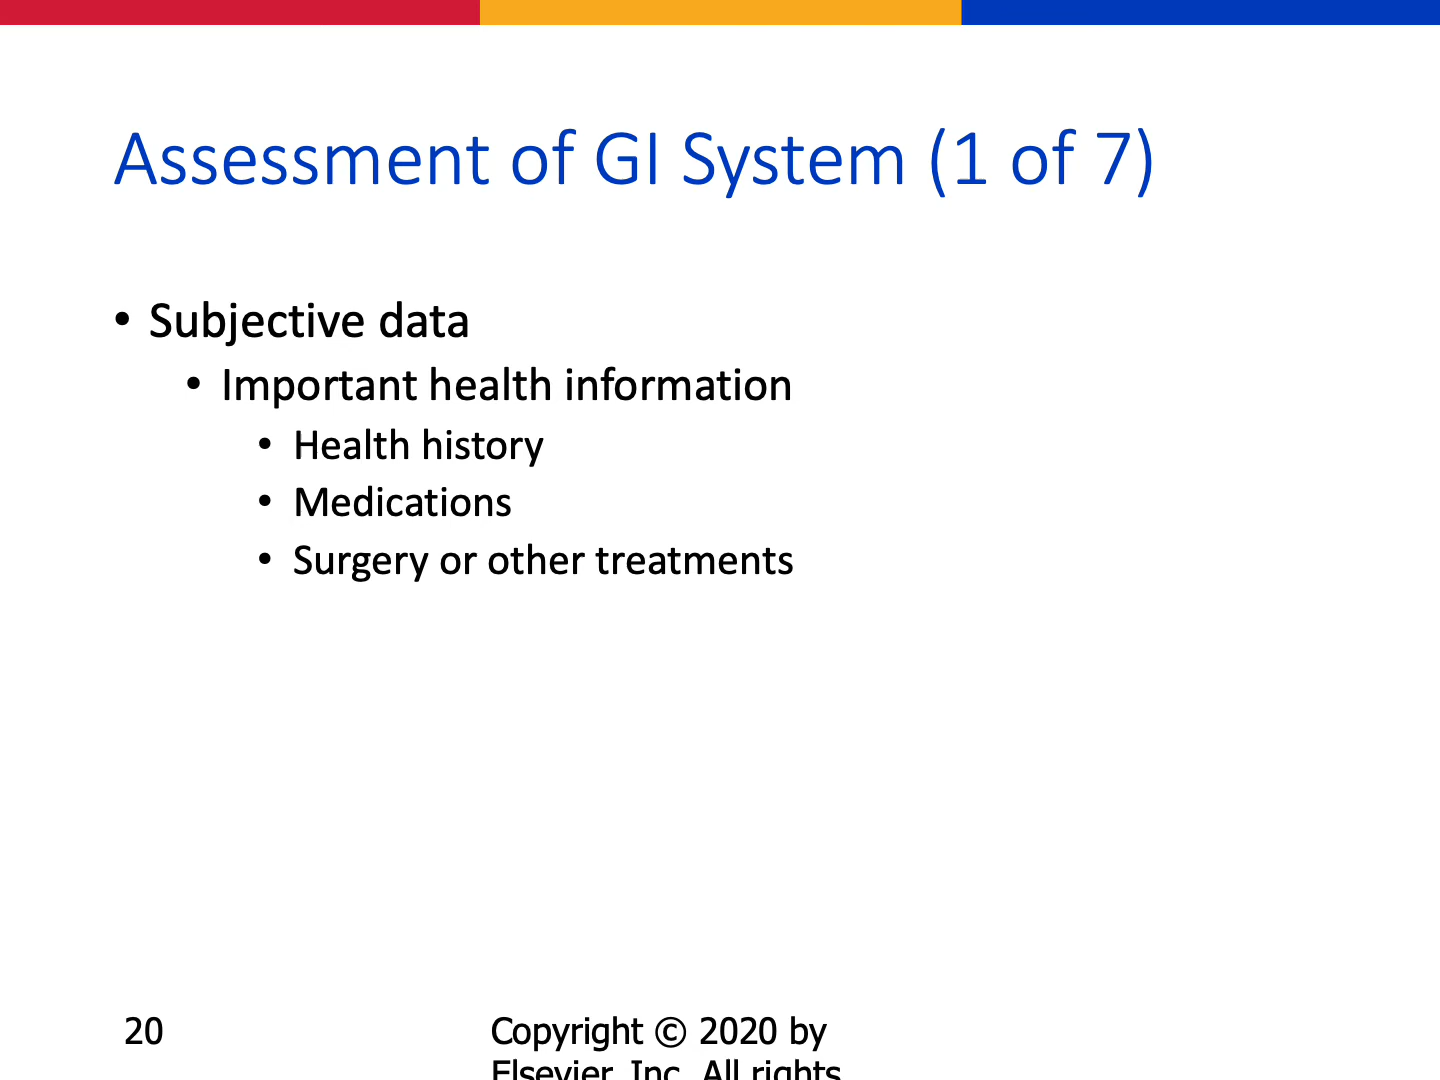 Assessment of GI System (1 of 7)
• Subjective data
• Important health information
• Health history
• Medications
• Surgery or other treatments
20
Copyright © 2020 by
Elsevier, Inc. All rights